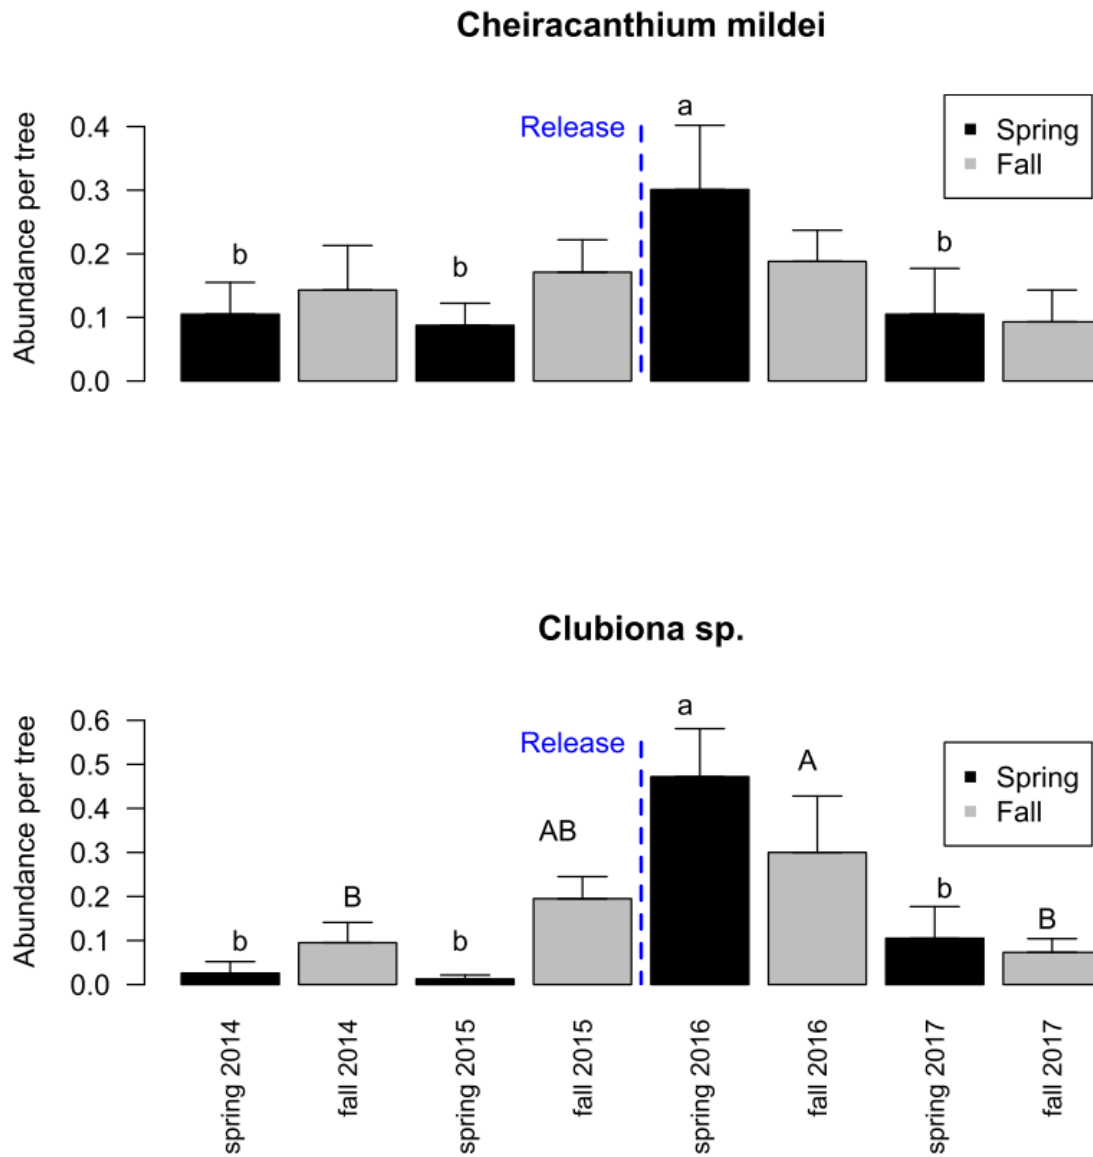 Cheiracanthium mildei
Abundance per tree
0.4
0.3
0.2
0.1
0.0
Release
b
b
a
b
Spring
Fall
Clubiona sp.
Abundance per tree
0.6
0.5
0.4
0.3
0.2
0.1
0.0
Release
b
B
b
AB
a
A
b
B
Spring
Fall
spring 2014
fall 2014
spring 2015
fall 2015
spring 2016
fall 2016
spring 2017
fall 2017